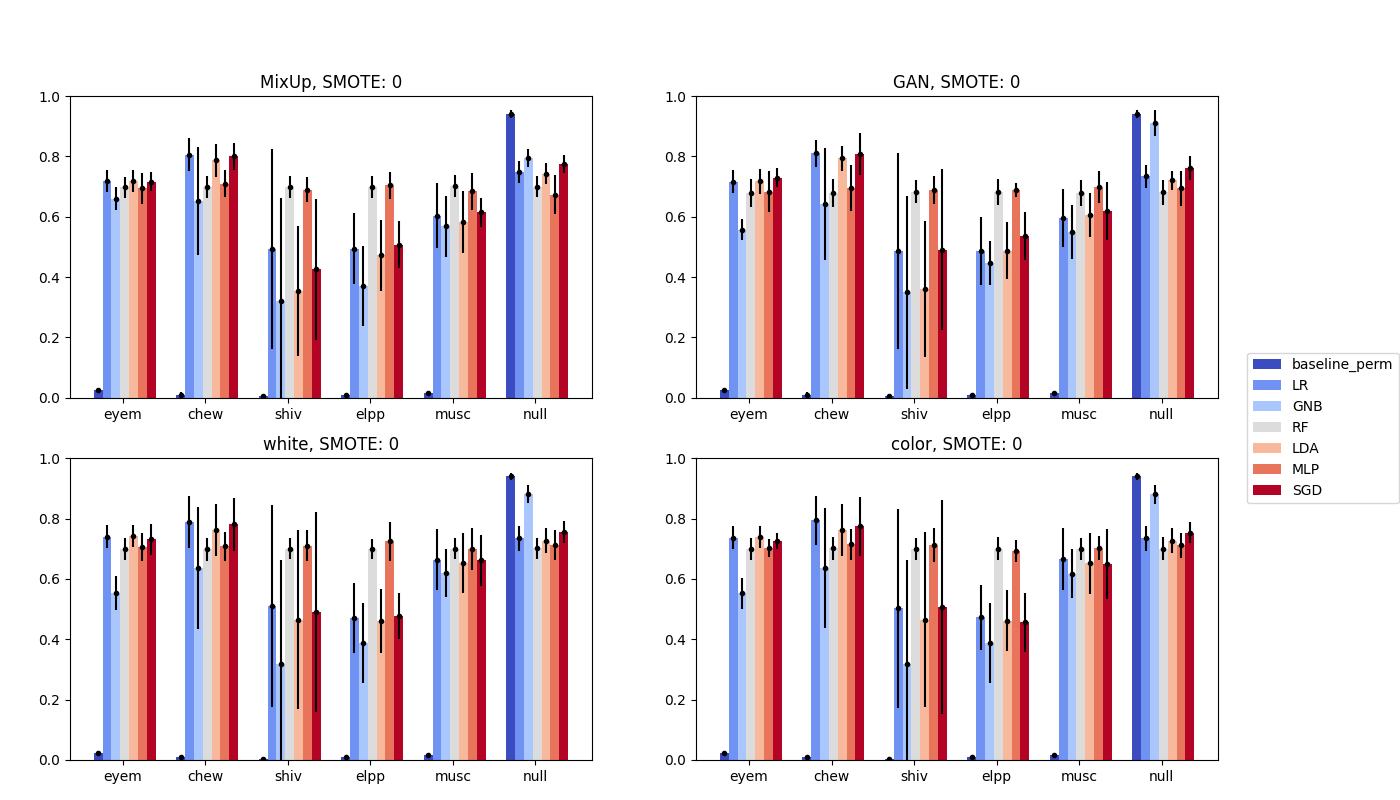 MixUp, SMOTE: 0
1.0
0.8
0.6
0.4
0.2
0.0
eyem chew shiv elpp musc null
GAN, SMOTE: 0
1.0
0.8
0.6
0.4
0.2
0.0
eyem chew shiv elpp musc null
white, SMOTE: 0
1.0
0.8
0.6
0.4
0.2
0.0
eyem chew shiv elpp musc null
color, SMOTE: 0
1.0
0.8
0.6
0.4
0.2
0.0
eyem chew shiv elpp musc null
baseline_perm
LR
GNB
RF
LDA
MLP
SGD